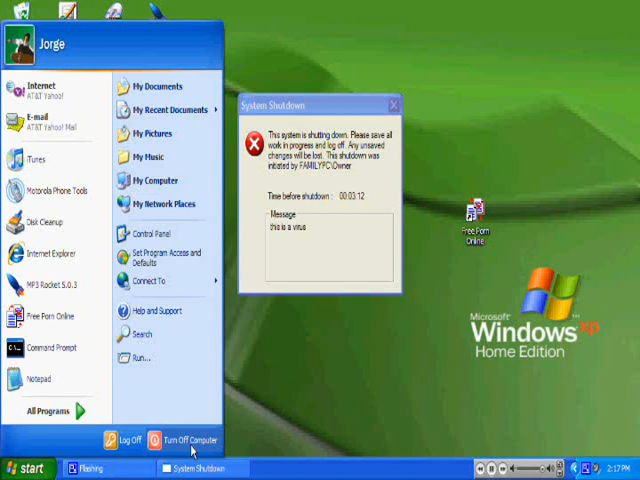 Jorge
Internet
AT&T Yahoo!
E-mail
AT&T Yahoo! Mail
iTunes
Motorola Phone Tools
Disk Cleanup
Internet Explorer
MP3 Rocket 5.0.3
Free Porn Online
Command Prompt
Notepad
All Programs
My Documents
My Recent Documents
My Pictures
My Music
My Computer
My Network Places
Control Panel
Set Program Access and
Defaults
Connect To
Help and Support
Search
Run...
Log Off
Turn Off Computer
System Shutdown
This system is shutting down. Please save all
work in progress and log off. Any unsaved
changes will be lost. This shutdown was
initiated by FAMILYPC\Owner
Time before shutdown : 00:03:12
Message
this is a virus
Free Porn
Online
Microsoft
Windows xp
Home Edition
start
Flashing
System Shutdown
2:17 PM